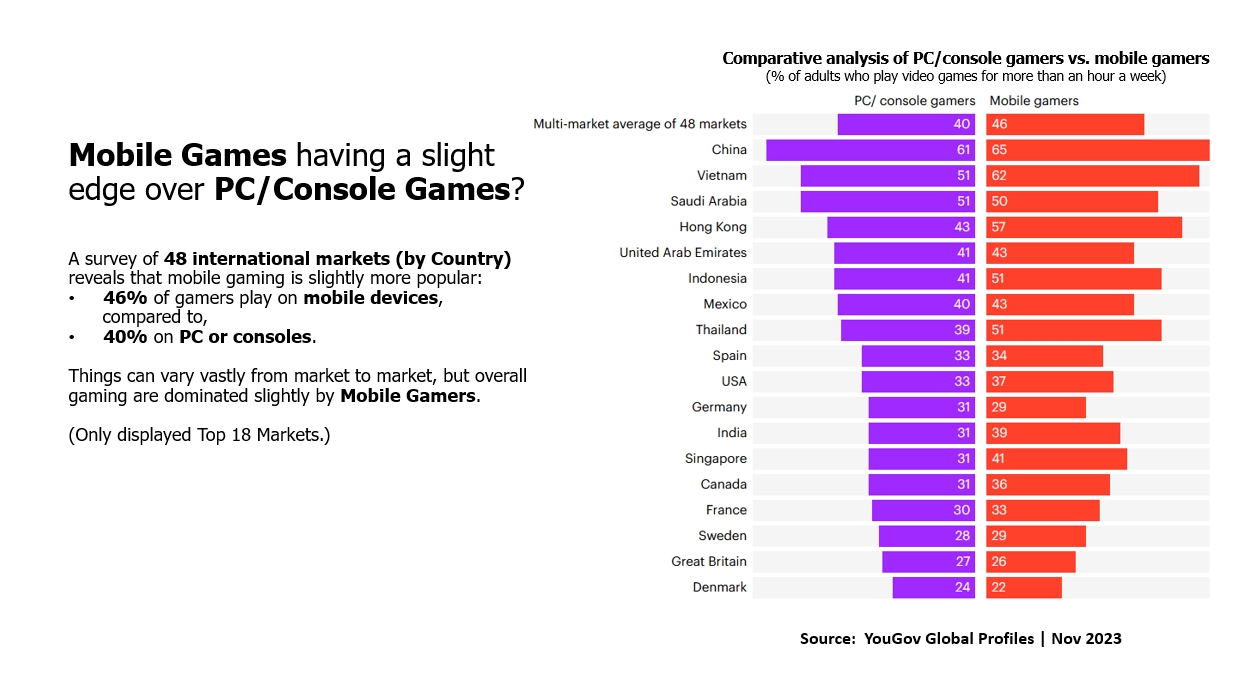 Mobile Games having a slight
edge over PC/Console Games?
A survey of 48 international markets (by Country)
reveals that mobile gaming is slightly more popular:
• 46% of gamers play on mobile devices,
compared to,
• 40% on PC or consoles.
Things can vary vastly from market to market, but overall
gaming are dominated slightly by Mobile Gamers.
(Only displayed Top 18 Markets.)
Comparative analysis of PC/console gamers vs. mobile gamers
(% of adults who play video games for more than an hour a week)
PC/ console gamers Mobile gamers
Multi-market average of 48 markets 40 46
China 61 65
Vietnam 51 62
Saudi Arabia 51 50
Hong Kong 43 57
United Arab Emirates 41 43
Indonesia 41 51
Mexico 40 43
Thailand 39 51
Spain 33 34
USA 33 37
Germany 31 29
India 31 39
Singapore 31 41
Canada 31 36
France 30 33
Sweden 28 29
Great Britain 27 26
Denmark 24 22
Source: YouGov Global Profiles | Nov 2023